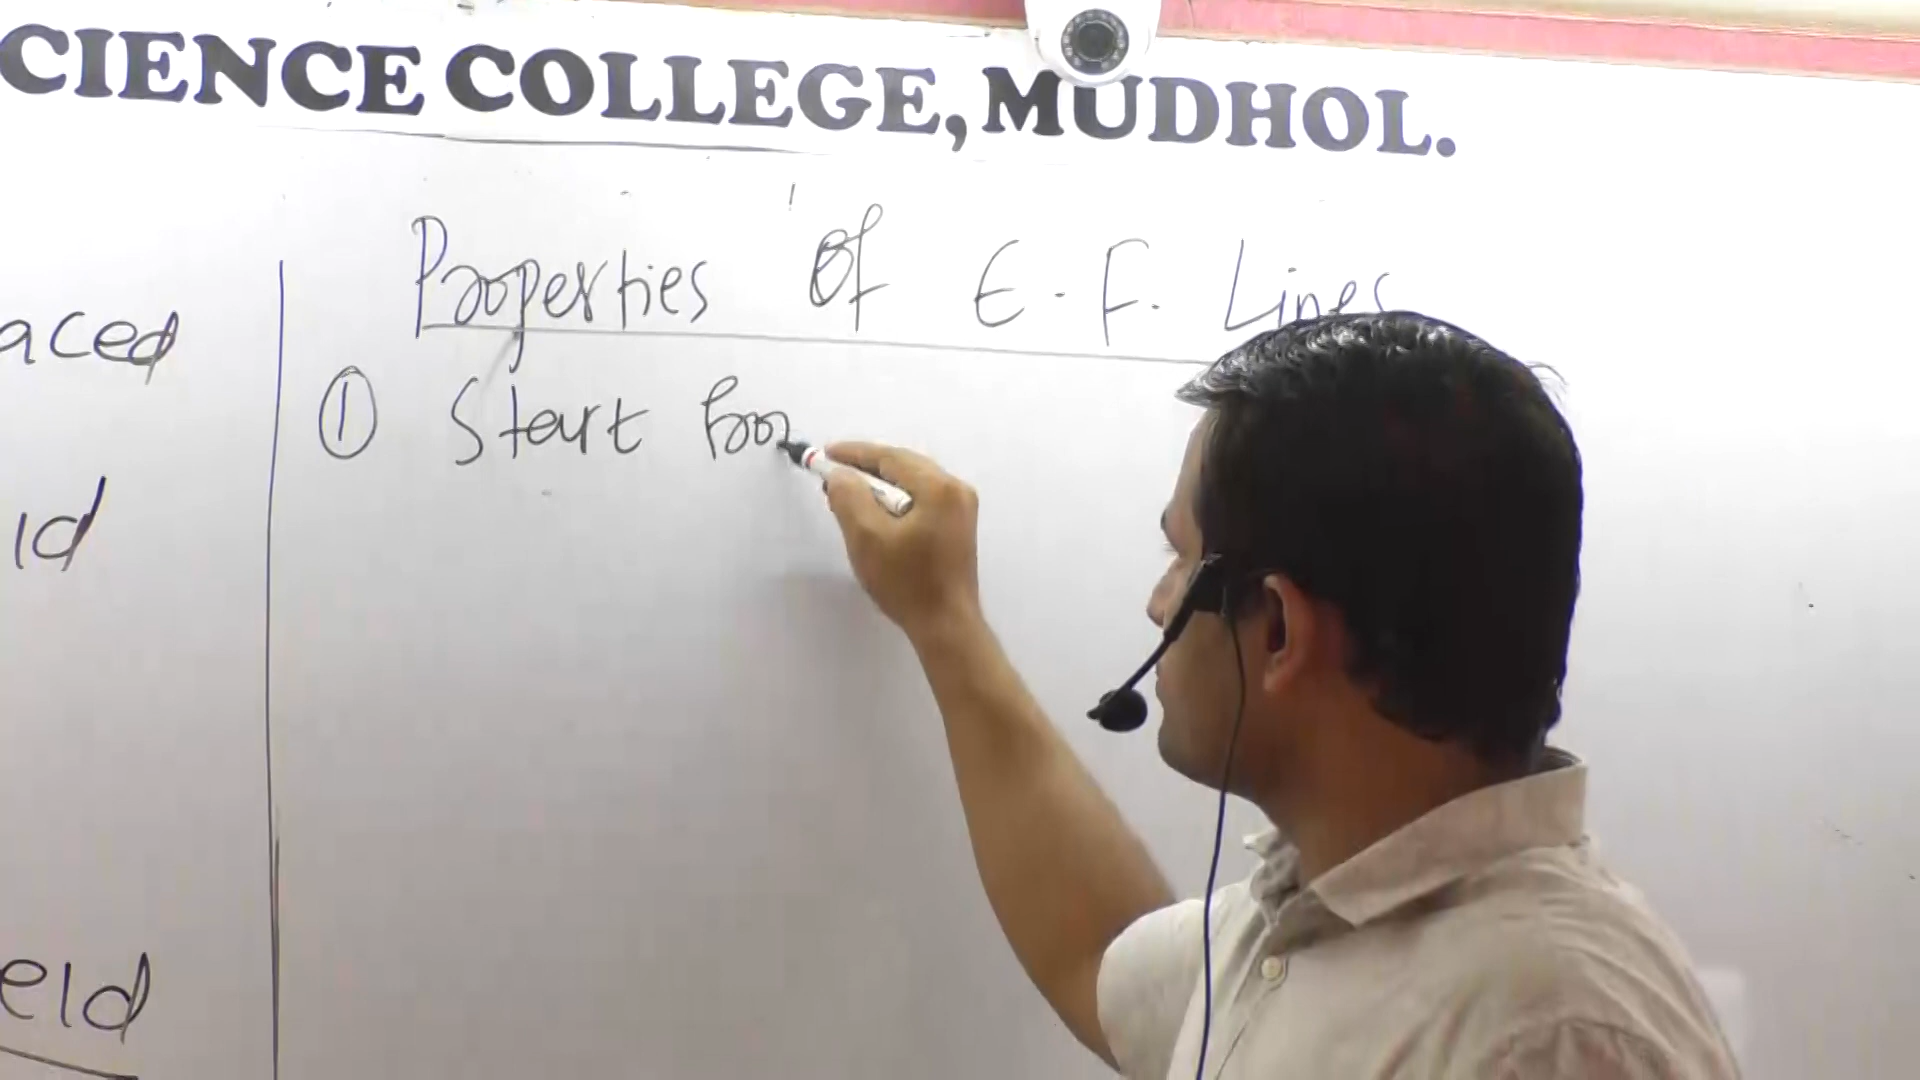 CIENCE COLLEGE, MUDHOL.
Properties Of E.F. Lines
① Start fro
aced
ld
eld